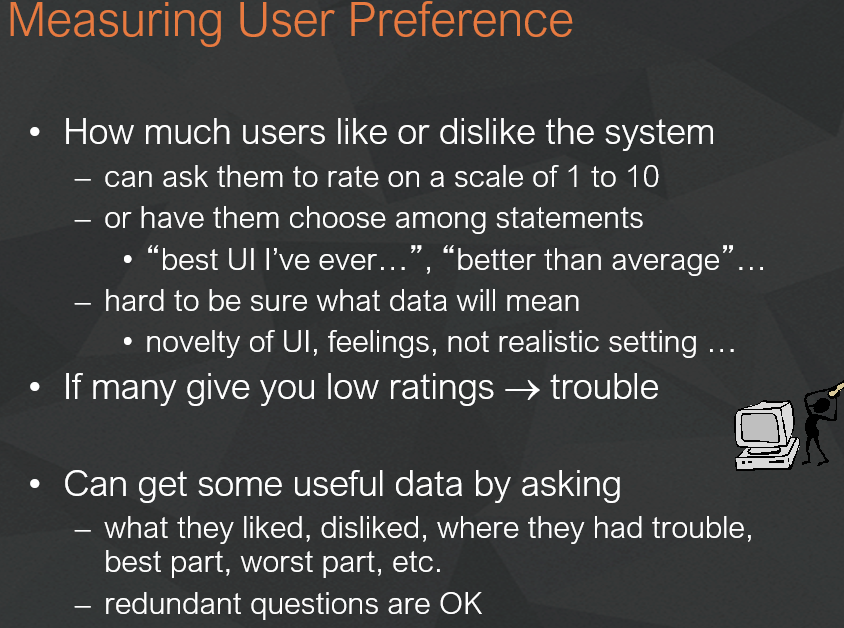 Measuring User Preference
• How much users like or dislike the system
– can ask them to rate on a scale of 1 to 10
– or have them choose among statements
• “best UI I’ve ever…”, “better than average”…
– hard to be sure what data will mean
• novelty of UI, feelings, not realistic setting …
• If many give you low ratings → trouble
• Can get some useful data by asking
– what they liked, disliked, where they had trouble,
best part, worst part, etc.
– redundant questions are OK